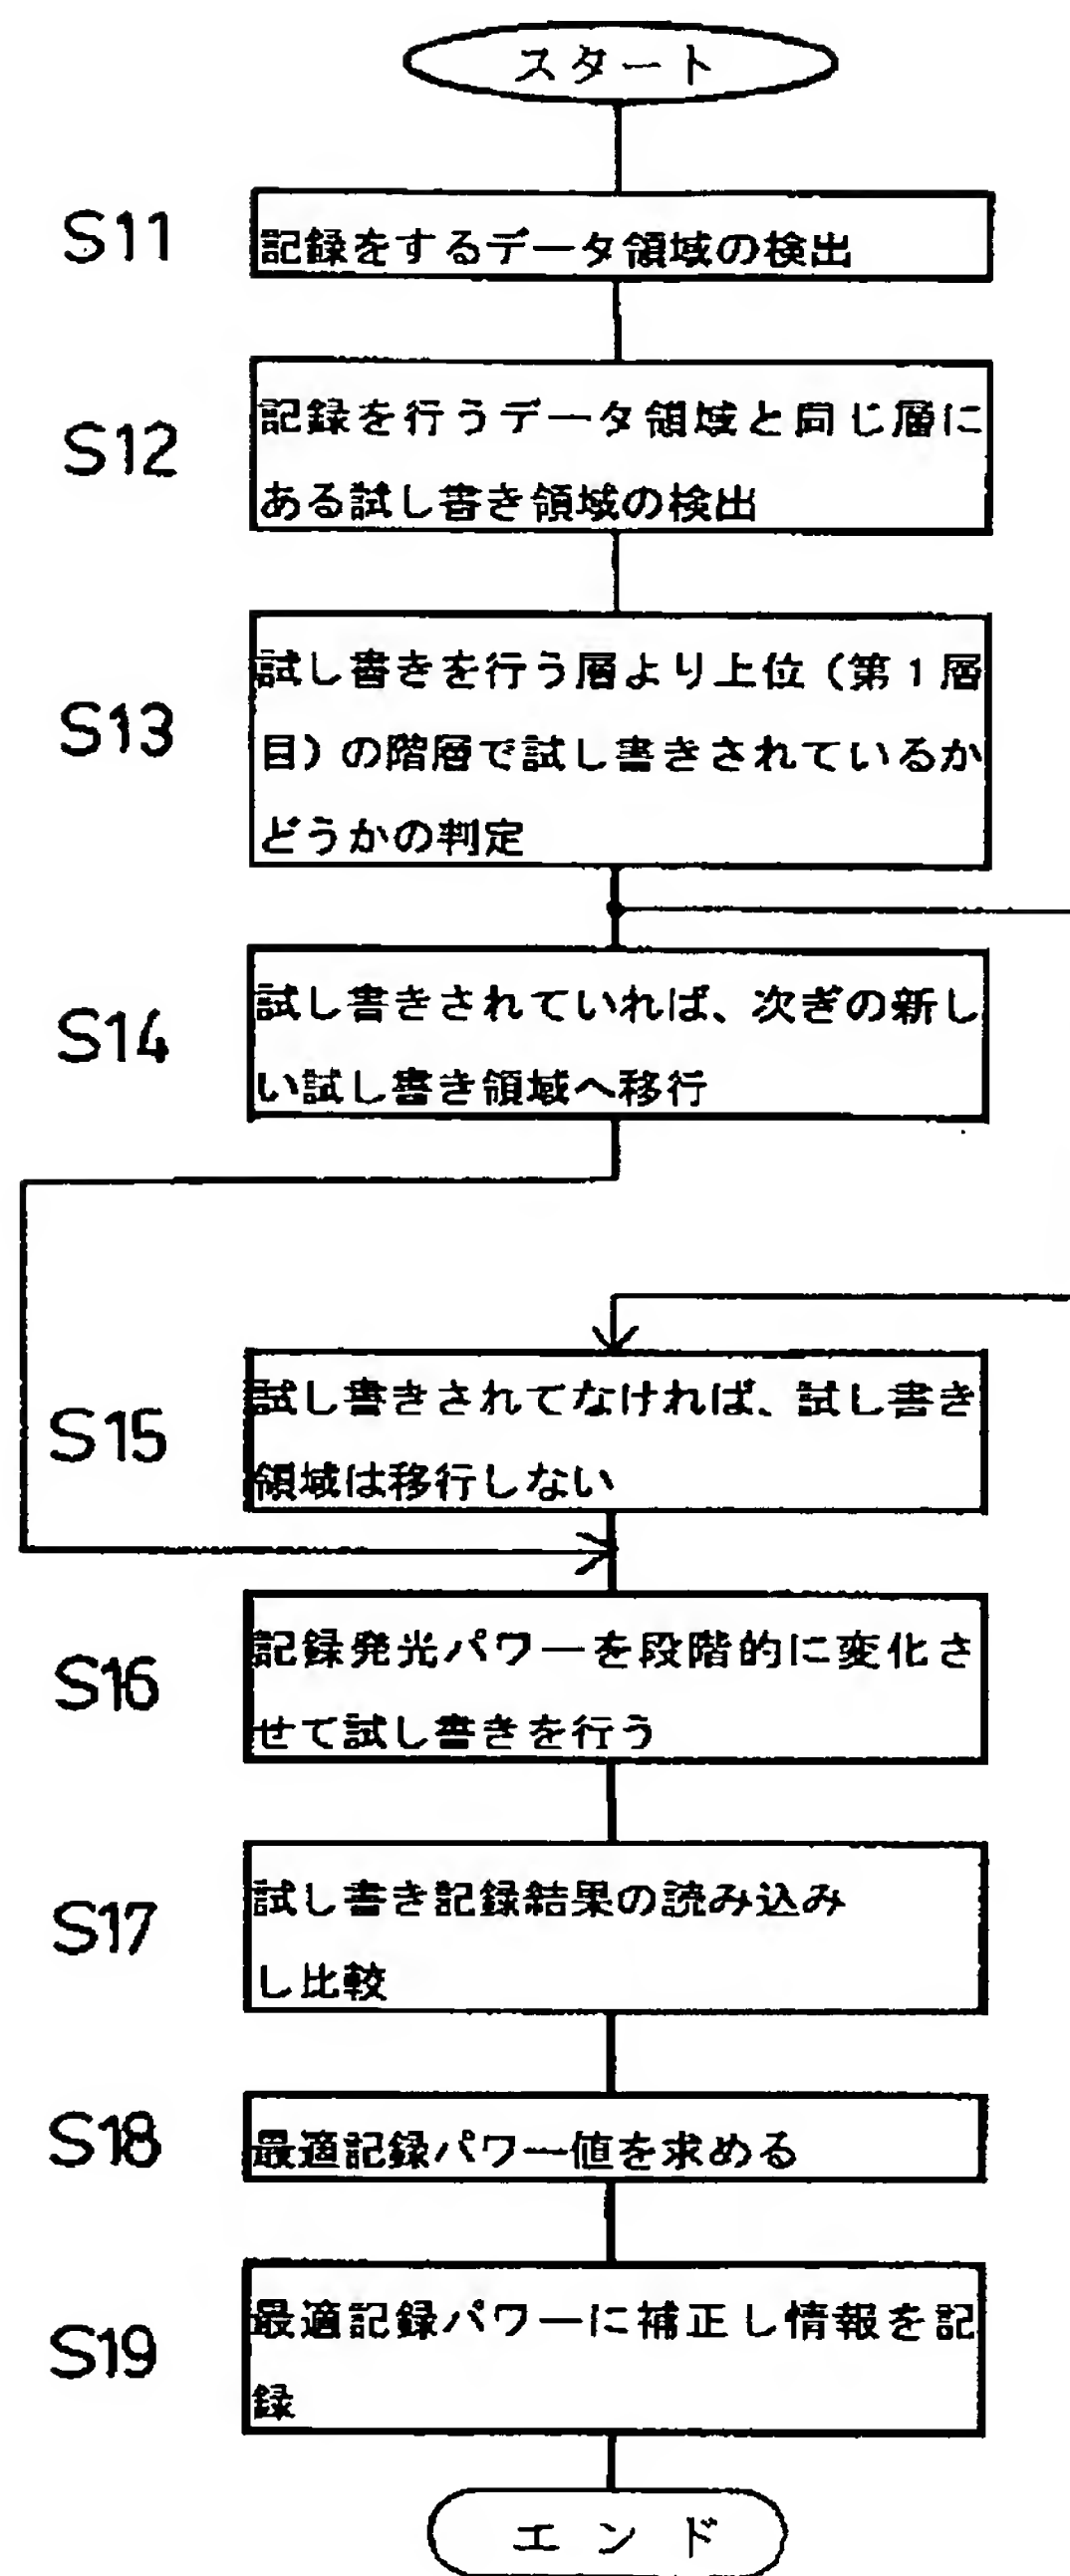 スタート
S11
記録をするデータ領域の検出
S12
記録を行うデータ領域と同じ層に
ある試し書き領域の検出
S13
試し書きを行う層より上位(第1層
目)の階層で試し書きされているか
どうかの判定
S14
試し書きされていれば、次ぎの新し
い試し書き領域へ移行
S15
試し書きされてなければ、試し書き
領域は移行しない
S16
記録発光パワーを段階的に変化さ
せて試し書きを行う
S17
試し書き記録結果の読み込み
し比較
S18
最適記録パワー値を求める
S19
最適記録パワーに補正し情報を記
録
エンド